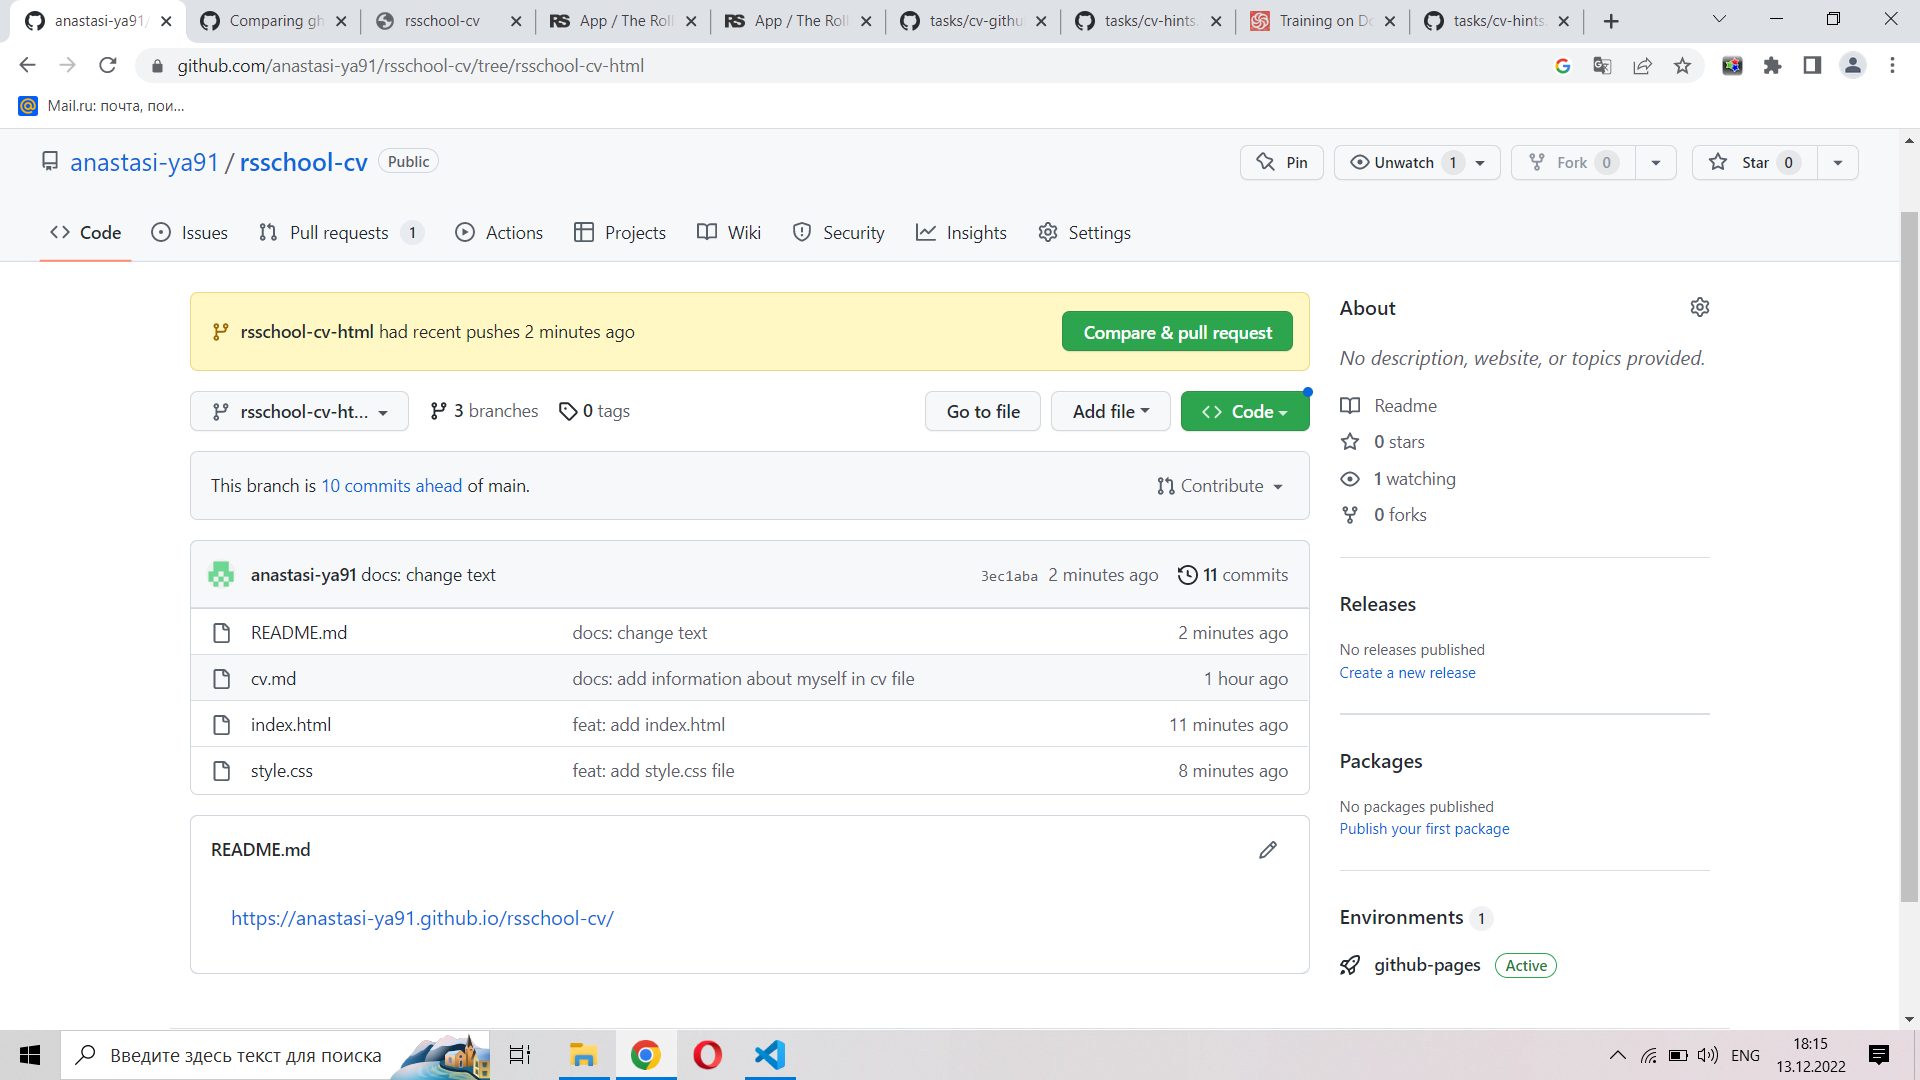 anastasi-ya91/
Comparing gh
rsschool-cv
RS App / The Roll
RS App / The Roll
tasks/cv-githu
tasks/cv-hints.
Training on Do
tasks/cv-hints.
github.com/anastasi-ya91/rsschool-cv/tree/rsschool-cv-html
Mail.ru: почта, пои...
anastasi-ya91 / rsschool-cv Public
Pin
Unwatch 1
Fork 0
Star 0
Code
Issues
Pull requests 1
Actions
Projects
Wiki
Security
Insights
Settings
rsschool-cv-html had recent pushes 2 minutes ago
Compare & pull request
rsschool-cv-ht...
3 branches
0 tags
Go to file
Add file
Code
This branch is 10 commits ahead of main.
Contribute
anastasi-ya91 docs: change text
3ec1aba 2 minutes ago
11 commits
README.md docs: change text 2 minutes ago
cv.md docs: add information about myself in cv file 1 hour ago
index.html feat: add index.html 11 minutes ago
style.css feat: add style.css file 8 minutes ago
README.md
https://anastasi-ya91.github.io/rsschool-cv/
About
No description, website, or topics provided.
Readme
0 stars
1 watching
0 forks
Releases
No releases published
Create a new release
Packages
No packages published
Publish your first package
Environments 1
github-pages Active
Введите здесь текст для поиска
ENG
18:15
13.12.2022